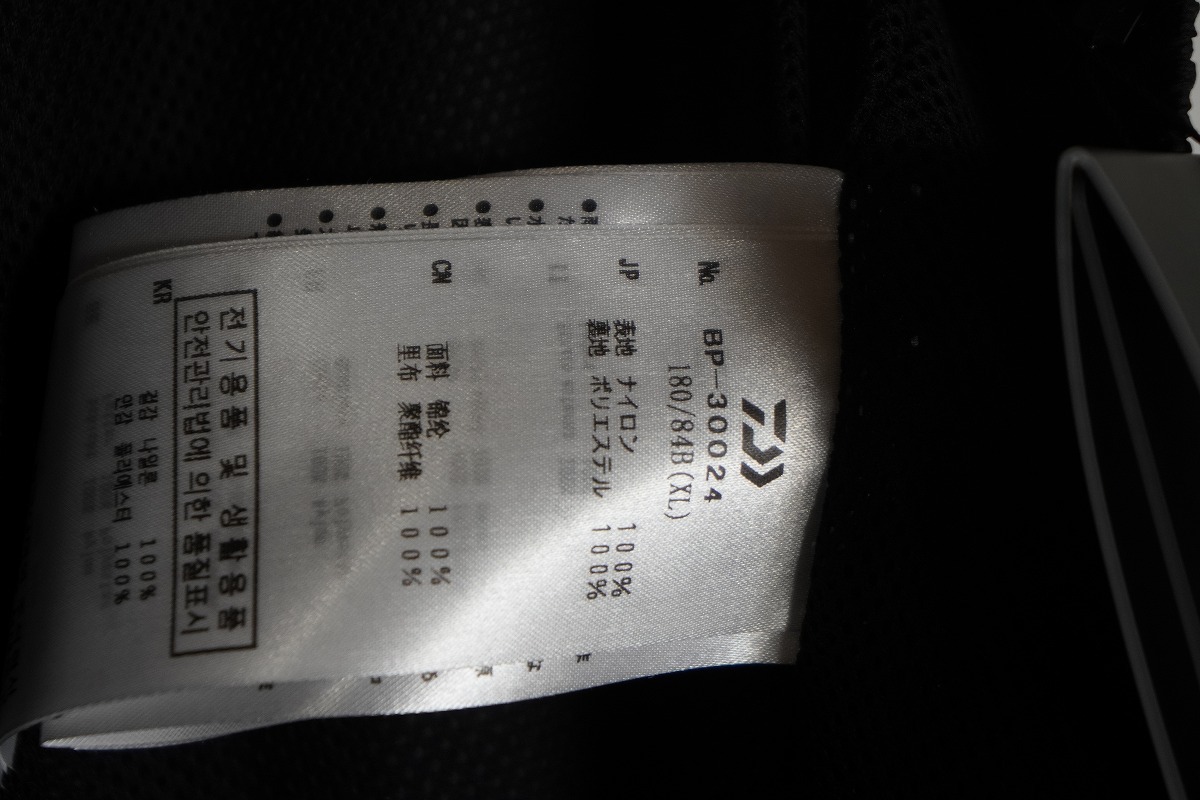 No. BP-30024
180/84B(XL)
JP 表地 ナイロン 100%
裏地 ポリエステル 100%
CN 面料 锦纶 100%
里布 聚酯纤维 100%
KR
전기용품 및 생활용품
안전관리법에 의한 품질표시
겉감 나일론 100%
안감 폴리에스터 100%